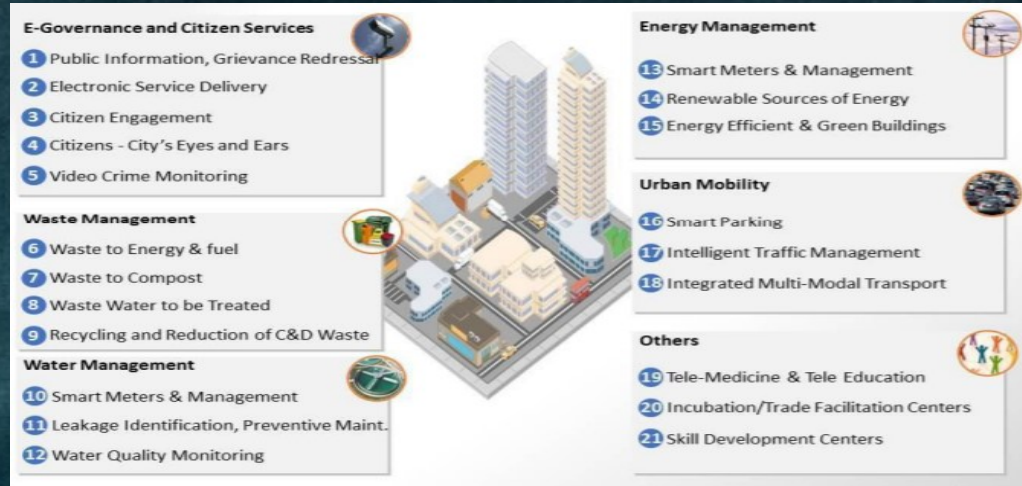 E-Governance and Citizen Services
1 Public Information, Grievance Redressal
2 Electronic Service Delivery
3 Citizen Engagement
4 Citizens - City's Eyes and Ears
5 Video Crime Monitoring
Waste Management
6 Waste to Energy & fuel
7 Waste to Compost
8 Waste Water to be Treated
9 Recycling and Reduction of C&D Waste
Water Management
10 Smart Meters & Management
11 Leakage Identification, Preventive Maint.
12 Water Quality Monitoring
Energy Management
13 Smart Meters & Management
14 Renewable Sources of Energy
15 Energy Efficient & Green Buildings
Urban Mobility
16 Smart Parking
17 Intelligent Traffic Management
18 Integrated Multi-Modal Transport
Others
19 Tele-Medicine & Tele Education
20 Incubation/Trade Facilitation Centers
21 Skill Development Centers